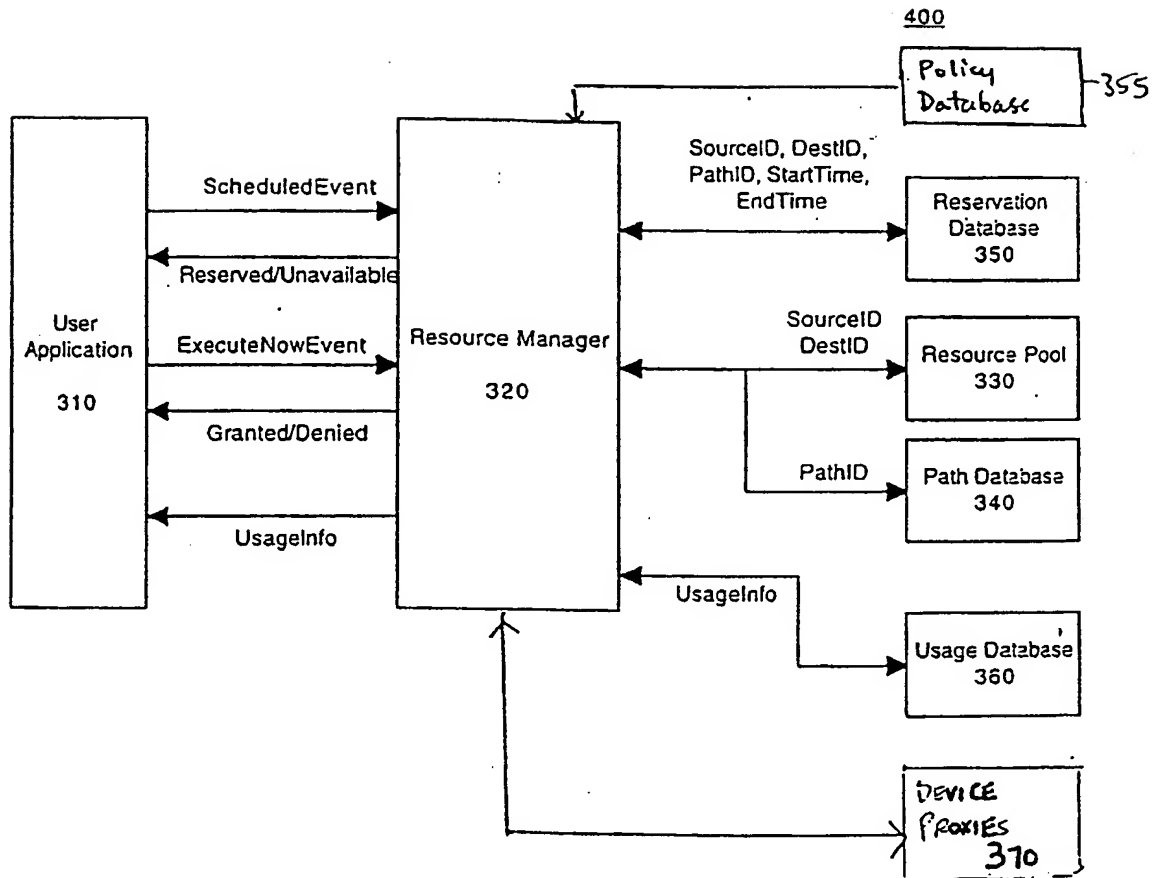 400
Policy
Database
355
SourceID, DestID,
PathID, StartTime,
EndTime
ScheduledEvent
Reservation
Database
350
Reserved/Unavailable
User
Application
310
ExecuteNowEvent
Resource Manager
320
SourceID
DestID
Resource Pool
330
Granted/Denied
PathID
Path Database
340
UsageInfo
UsageInfo
Usage Database
360
DEVICE
PROXIES
370